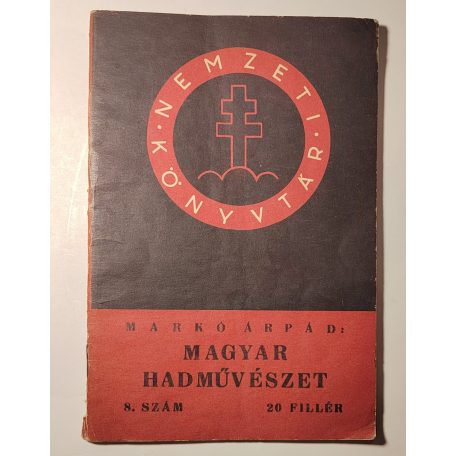 NEMZETI
KÖNYVTÁR
MARKÓ ÁRPÁD:
MAGYAR
HADMŰVÉSZET
8. SZÁM 20 FILLÉR